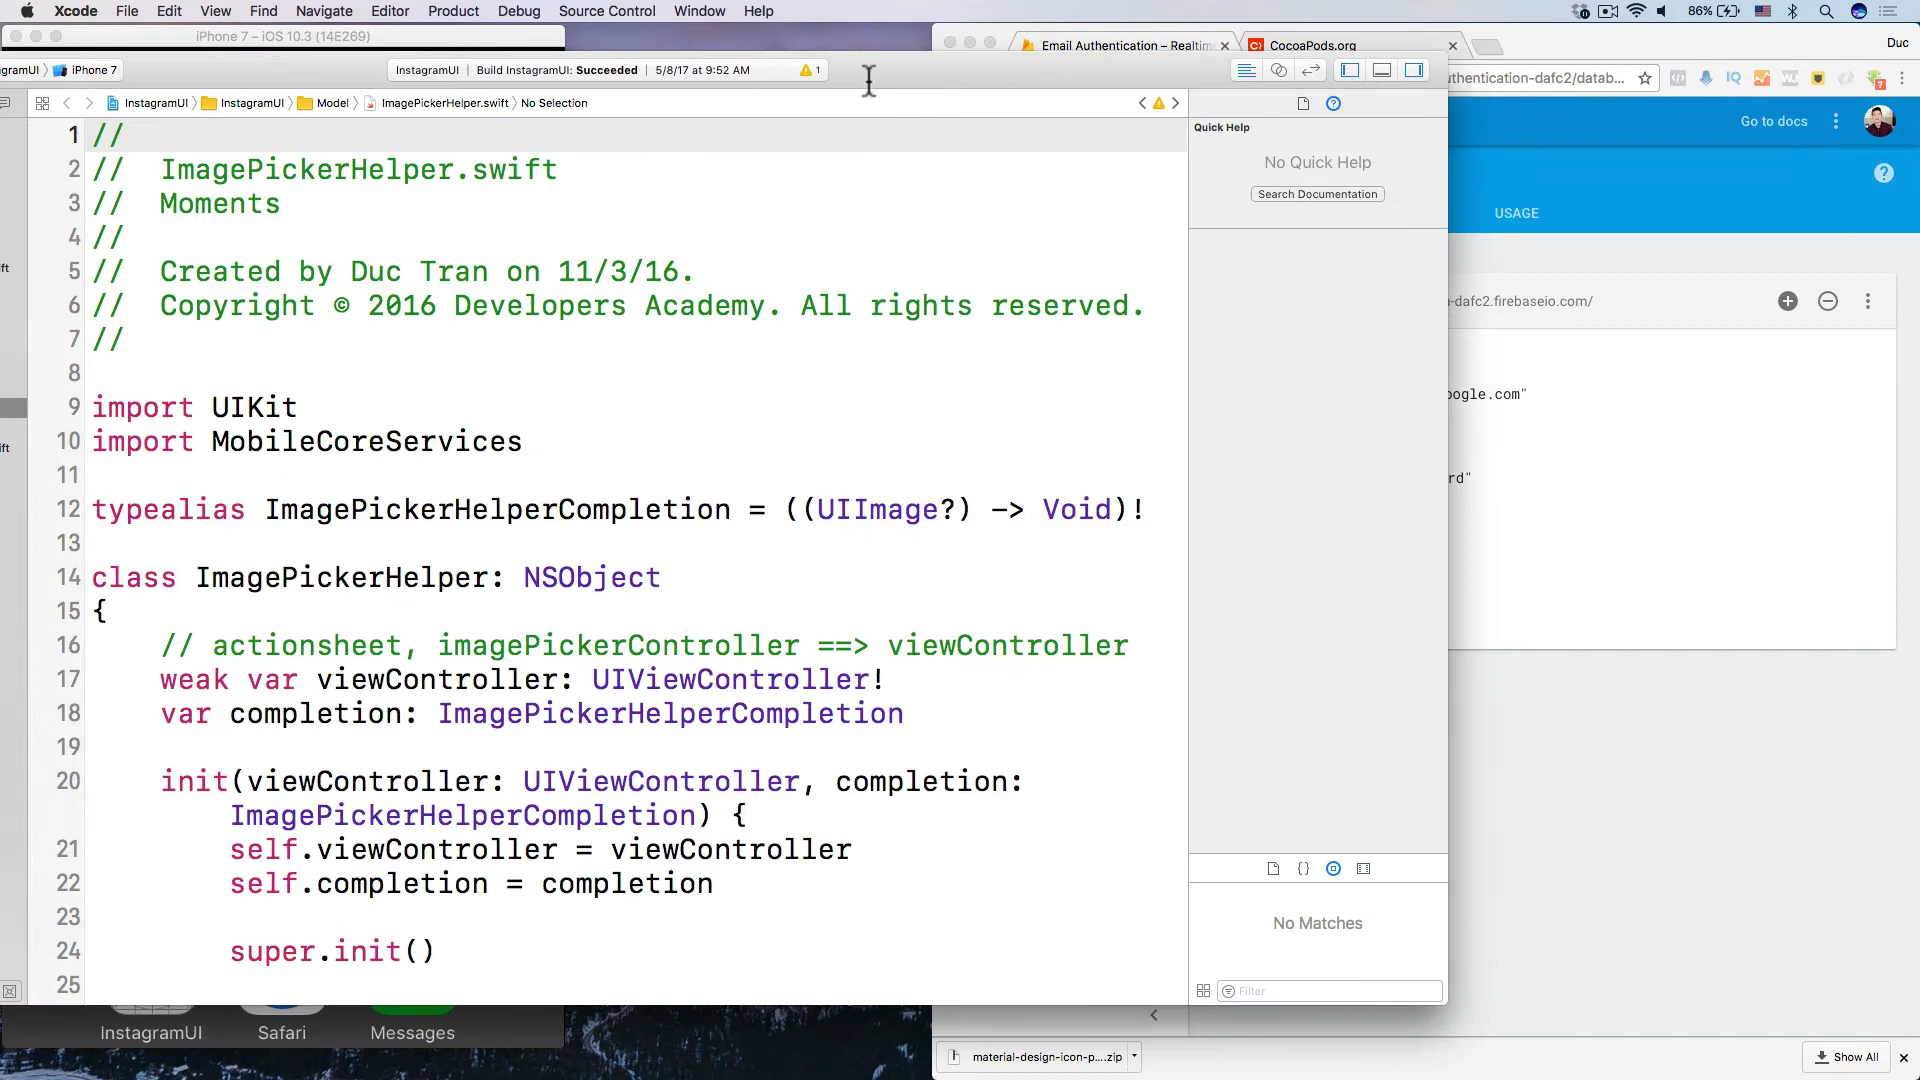 Xcode File Edit View Find Navigate Editor Product Debug Source Control Window Help
86%
iPhone 7 – iOS 10.3 (14E269)
Email Authentication – Realtim
CocoaPods.org
Duc
gramUI
iPhone 7
InstagramUI | Build InstagramUI: Succeeded | 5/8/17 at 9:52 AM
1
uthentication-dafc2/datab...
InstagramUI
InstagramUI
Model
ImagePickerHelper.swift
No Selection
Quick Help
No Quick Help
Search Documentation
Go to docs
USAGE
1 //
2 // ImagePickerHelper.swift
3 // Moments
4 //
5 // Created by Duc Tran on 11/3/16.
6 // Copyright © 2016 Developers Academy. All rights reserved.
7 //
8
9 import UIKit
10 import MobileCoreServices
11
12 typealias ImagePickerHelperCompletion = ((UIImage?) -> Void)!
13
14 class ImagePickerHelper: NSObject
15 {
16 // actionsheet, imagePickerController ==> viewController
17 weak var viewController: UIViewController!
18 var completion: ImagePickerHelperCompletion
19
20 init(viewController: UIViewController, completion:
ImagePickerHelperCompletion) {
21 self.viewController = viewController
22 self.completion = completion
23
24 super.init()
25
ift
ift
-dafc2.firebaseio.com/
oogle.com"
rd"
No Matches
Filter
InstagramUI
Safari
Messages
material-design-icon-p....zip
Show All